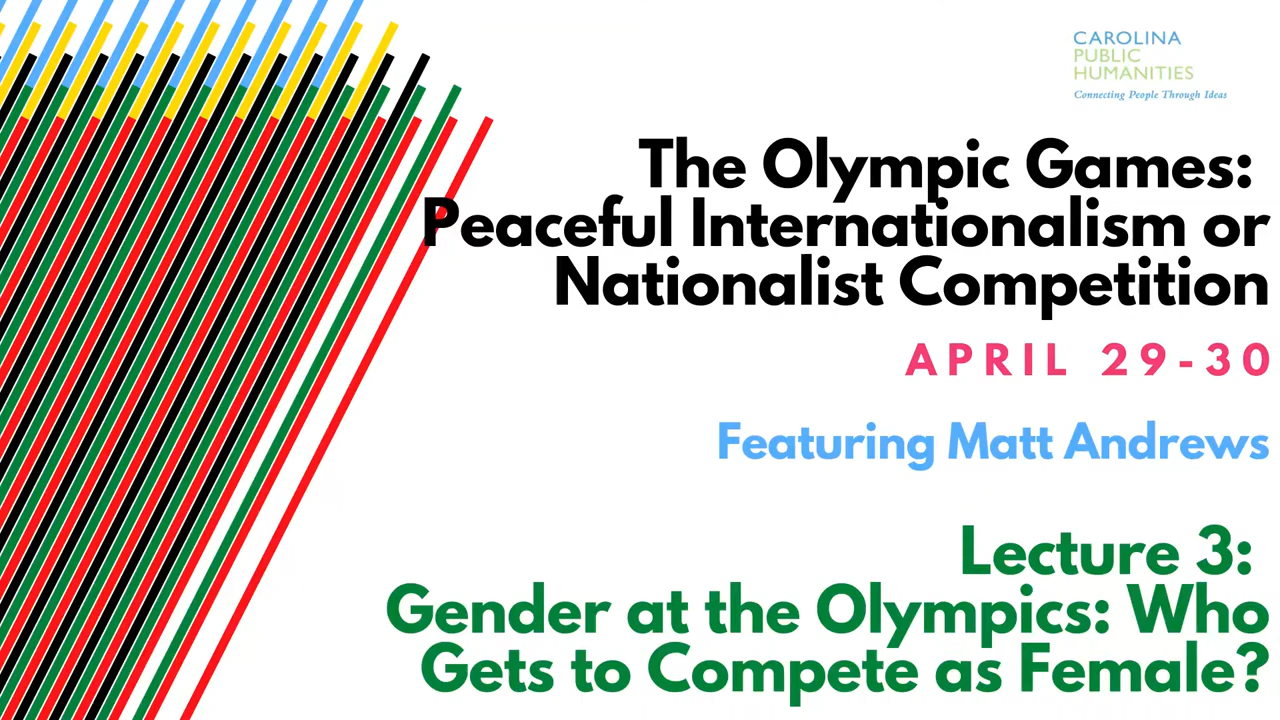 CAROLINA
PUBLIC
HUMANITIES
Connecting People Through Ideas
The Olympic Games:
Peaceful Internationalism or
Nationalist Competition
APRIL 29-30
Featuring Matt Andrews
Lecture 3:
Gender at the Olympics: Who
Gets to Compete as Female?